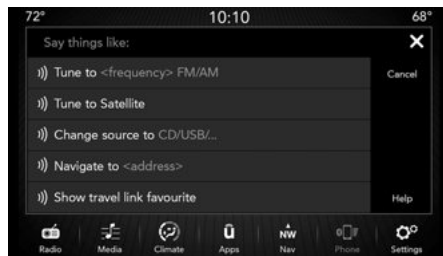 72°
10:10
68°
Say things like:
Tune to <frequency> FM/AM
Cancel
Tune to Satellite
Change source to CD/USB/...
Navigate to <address>
Show travel link favourite
Help
NW
Radio
Media
Climate
Apps
Nav
Phone
Settings